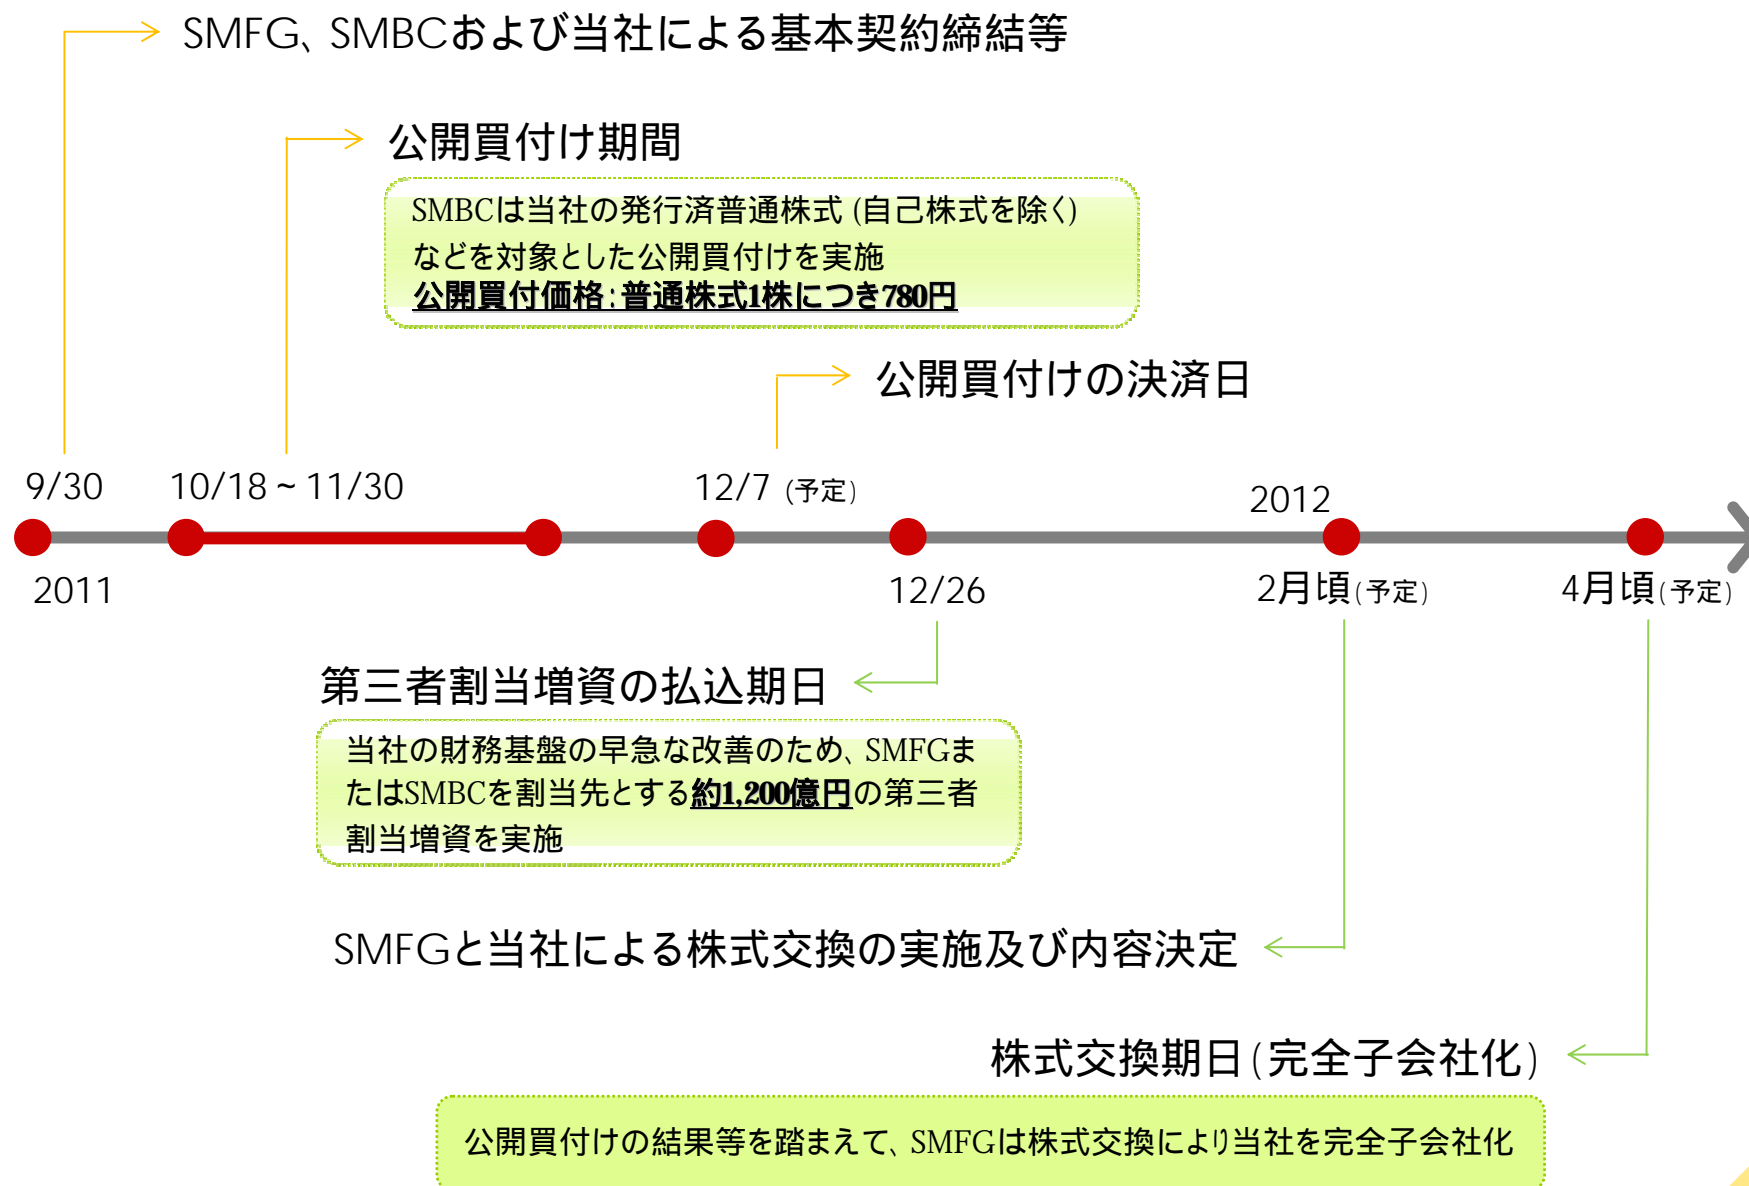 SMFG、SMBCおよび当社による基本契約締結等
公開買付け期間
SMBCは当社の発行済普通株式(自己株式を除く)
などを対象とした公開買付けを実施
公開買付価格:普通株式1株につき780円
公開買付けの決済日
9/30
10/18~11/30
12/7 (予定)
2012
2011
12/26
2月頃(予定)
4月頃(予定)
第三者割当増資の払込期日
当社の財務基盤の早急な改善のため、SMFGま
たはSMBCを割当先とする約1,200億円の第三者
割当増資を実施
SMFGと当社による株式交換の実施及び内容決定
株式交換期日(完全子会社化)
公開買付けの結果等を踏まえて、SMFGは株式交換により当社を完全子会社化